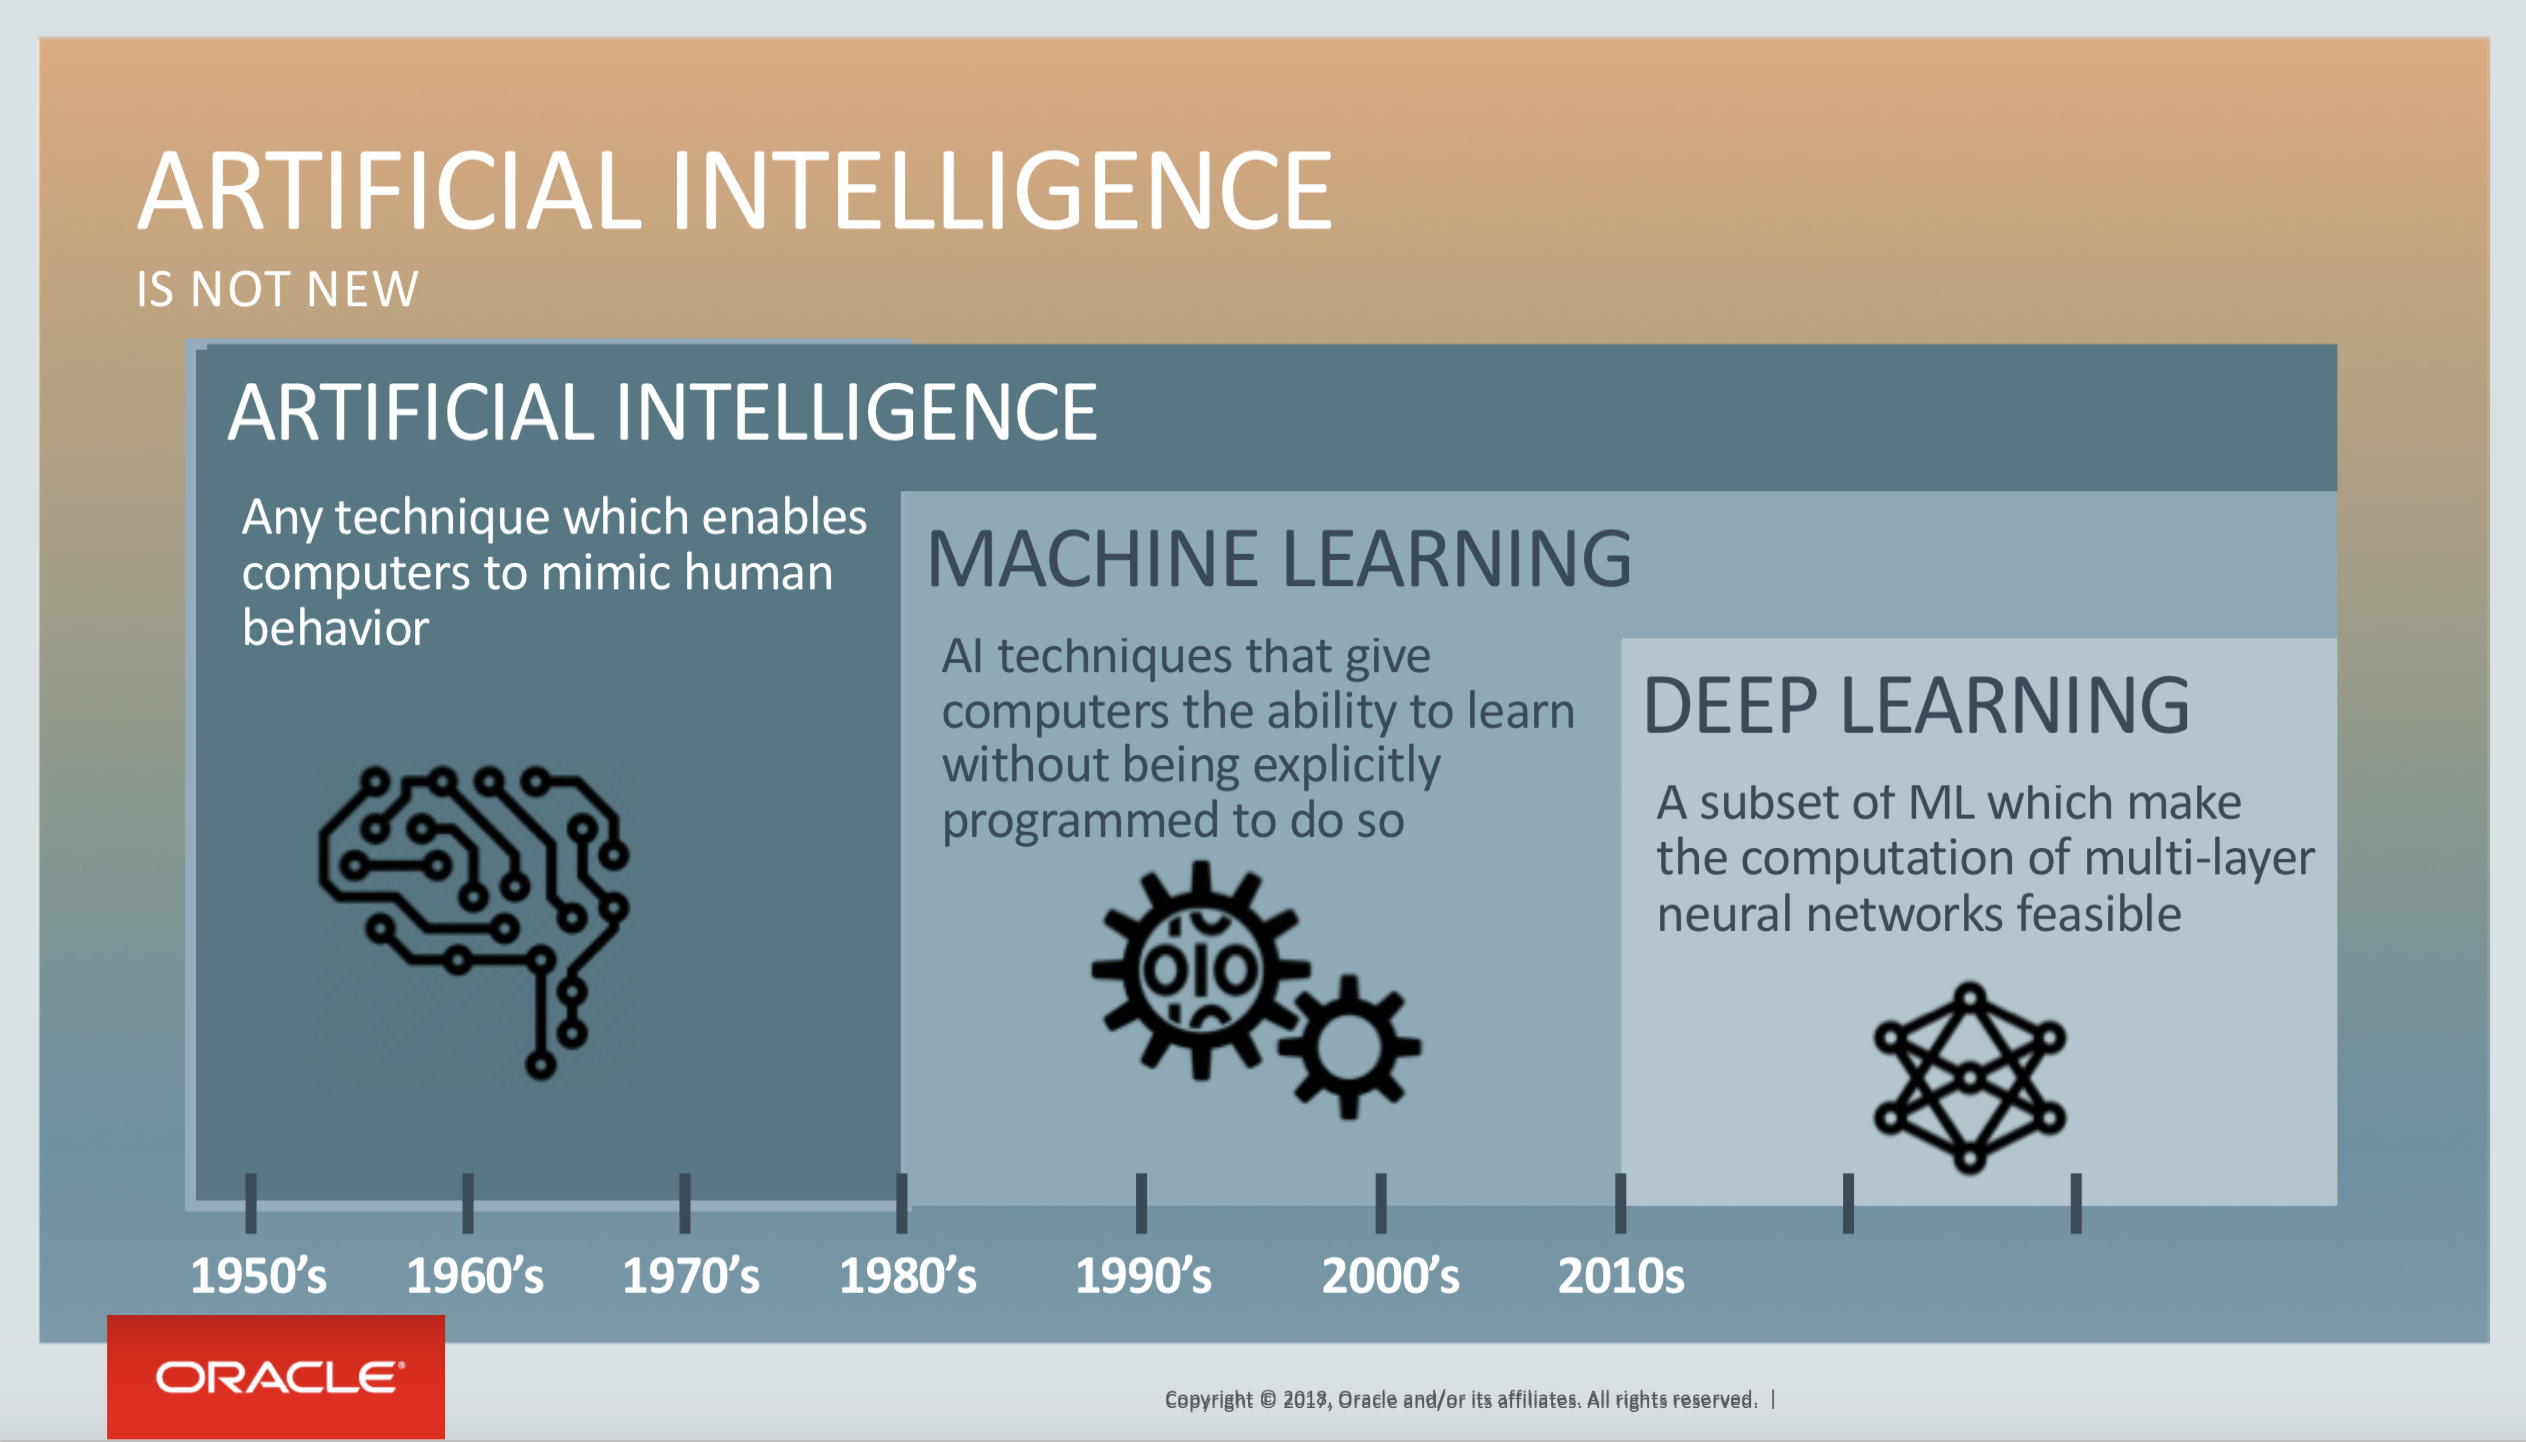 ARTIFICIAL INTELLIGENCE
IS NOT NEW
ARTIFICIAL INTELLIGENCE
Any technique which enables
computers to mimic human
behavior
MACHINE LEARNING
AI techniques that give
computers the ability to learn
without being explicitly
programmed to do so
DEEP LEARNING
A subset of ML which make
the computation of multi-layer
neural networks feasible
1950's 1960's 1970's 1980's 1990's 2000's 2010s
ORACLE®
Copyright © Oracle and/or its affiliates. All rights reserved. |